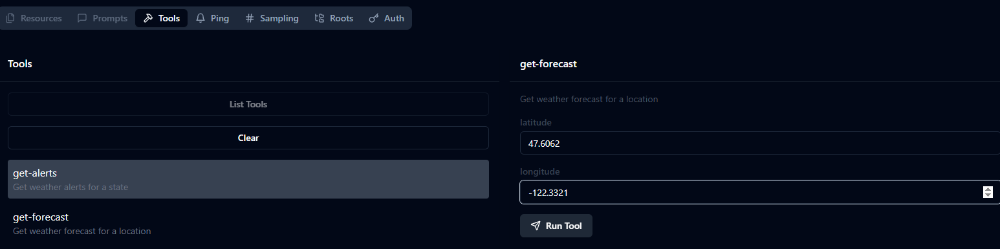 Resources Prompts Tools Ping Sampling Roots Auth
Tools
List Tools
Clear
get-alerts
Get weather alerts for a state
get-forecast
Get weather forecast for a location
get-forecast
Get weather forecast for a location
latitude
47.6062
longitude
-122.3321
Run Tool